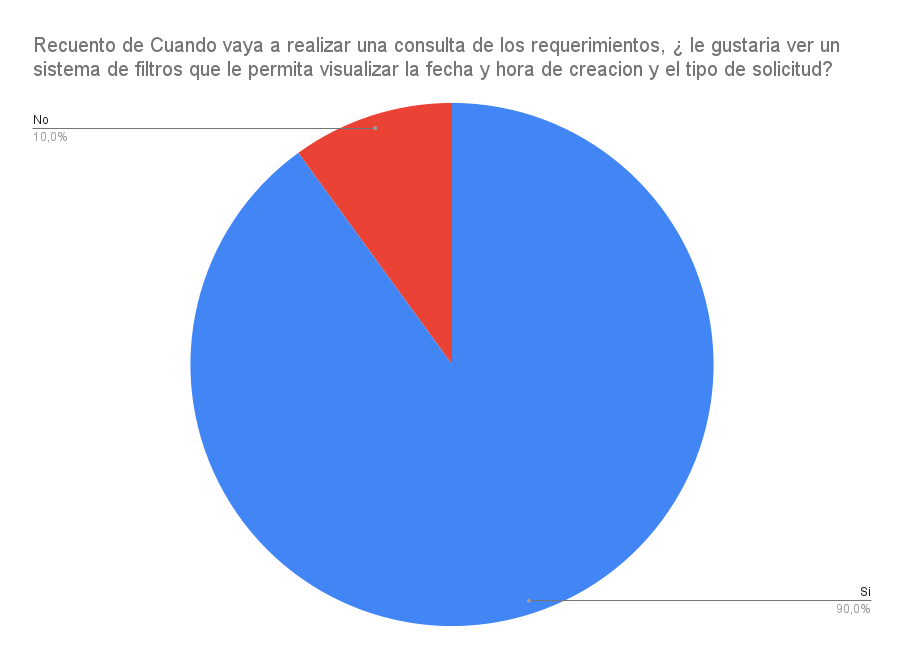 Recuento de Cuando vaya a realizar una consulta de los requerimientos, ¿ le gustaria ver un
sistema de filtros que le permita visualizar la fecha y hora de creacion y el tipo de solicitud?
No
10,0%
Si
90,0%